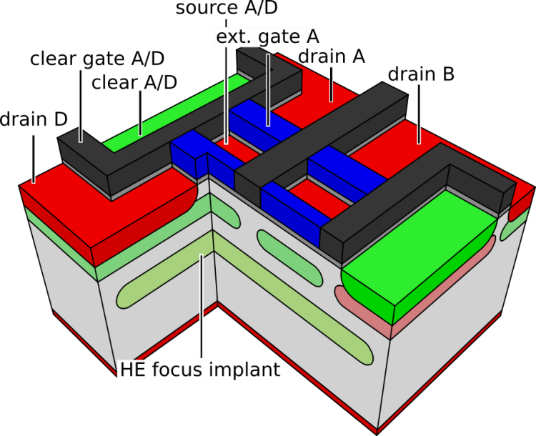 source A/D
ext. gate A
clear gate A/D
drain A
clear A/D
drain B
drain D
HE focus implant